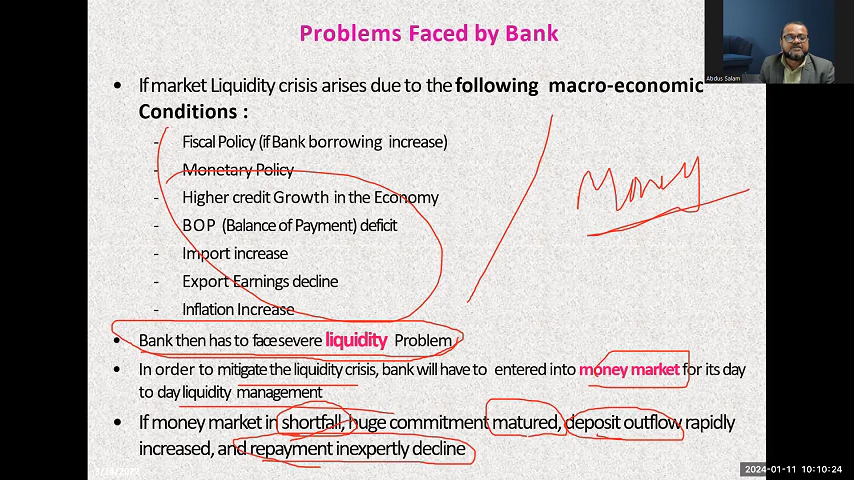 Problems Faced by Bank
Abdus Salam
• If market Liquidity crisis arises due to the following macro-economic
Conditions :
- Fiscal Policy (if Bank borrowing increase)
- Monetary Policy
- Higher credit Growth in the Economy
- BOP (Balance of Payment) deficit
- Import increase
- Export Earnings decline
- Inflation Increase
Money
• Bank then has to face severe liquidity Problem
• In order to mitigate the liquidity crisis, bank will have to entered into money market for its day
to day liquidity management
• If money market in shortfall, huge commitment matured, deposit outflow rapidly
increased, and repayment inexpertly decline
2024-01-11 10:10:24